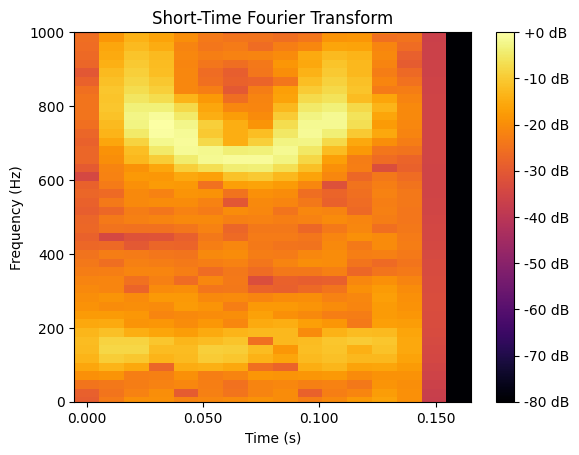 Short-Time Fourier Transform
1000
800
600
400
200
0
Frequency (Hz)
0.000
0.050
0.100
0.150
Time (s)
+0 dB
-10 dB
-20 dB
-30 dB
-40 dB
-50 dB
-60 dB
-70 dB
-80 dB